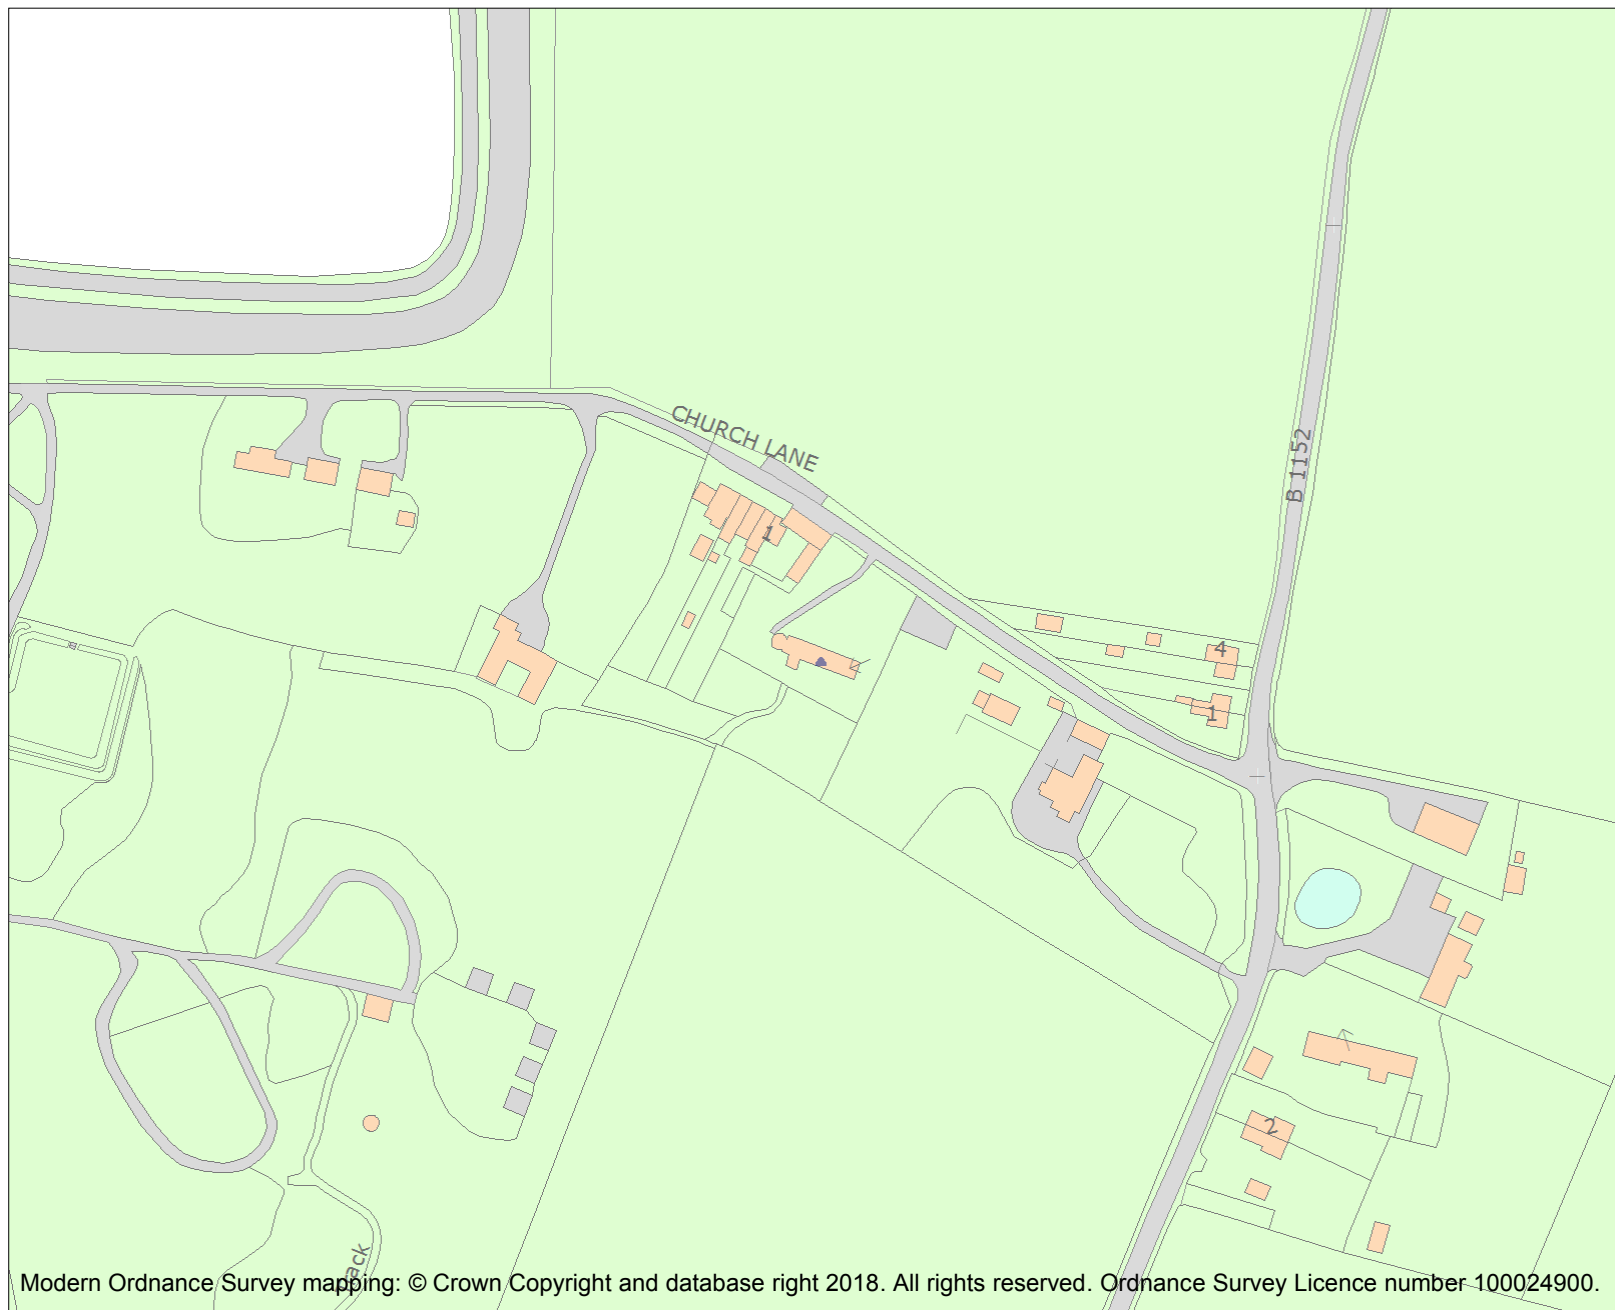 CHURCH LANE
B 1152
1
4
1
2
Modern Ordnance Survey mapping: © Crown Copyright and database right 2018. All rights reserved. Ordnance Survey Licence number 100024900.